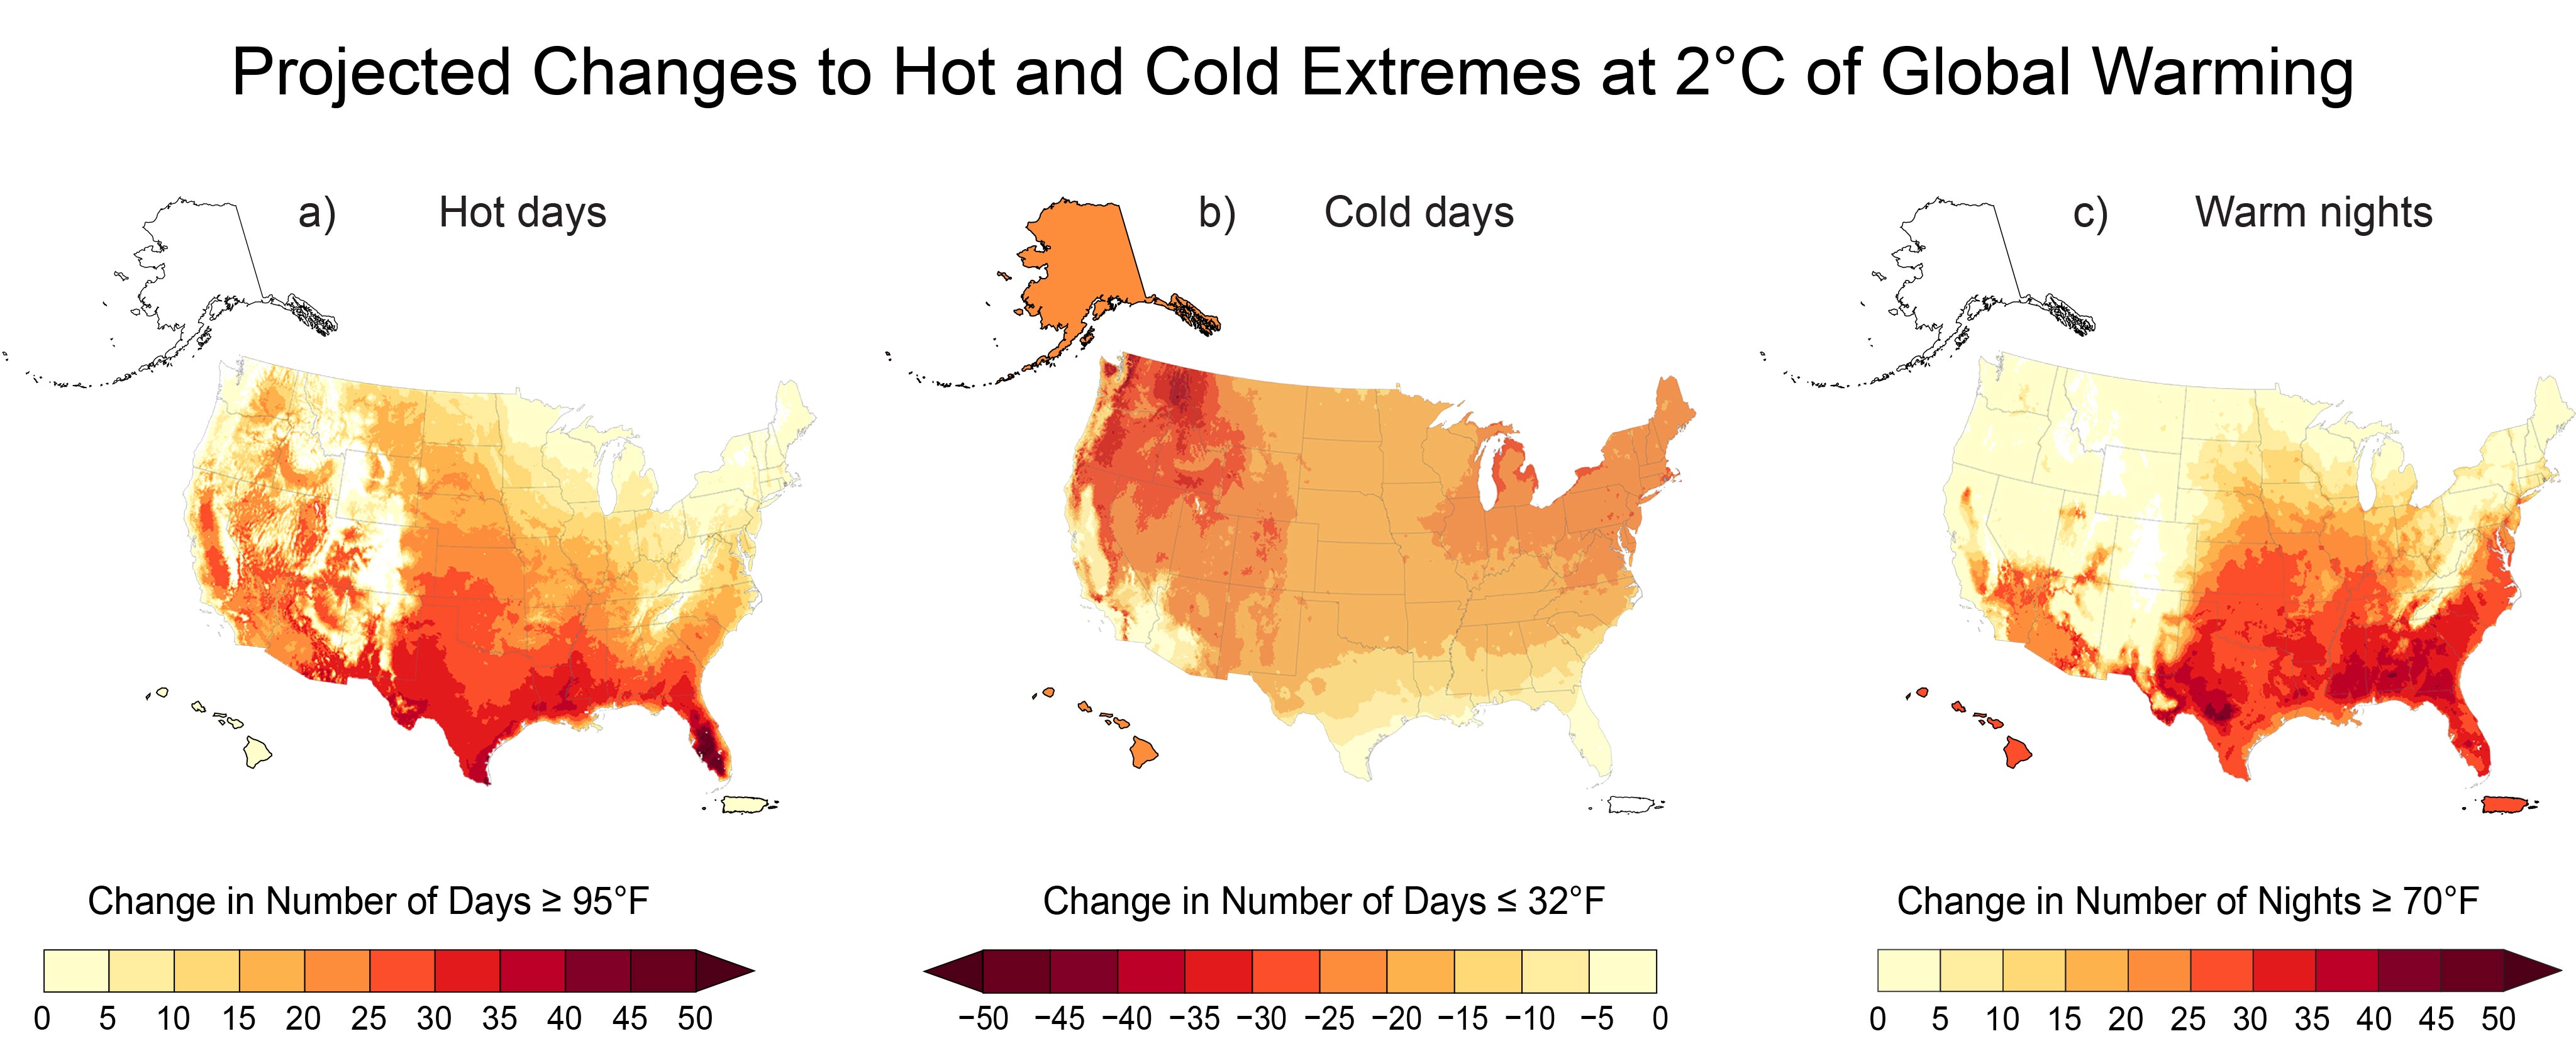 Projected Changes to Hot and Cold Extremes at 2°C of Global Warming
a) Hot days
b) Cold days
c) Warm nights
Change in Number of Days ≥ 95°F
0 5 10 15 20 25 30 35 40 45 50
Change in Number of Days ≤ 32°F
−50 −45 −40 −35 −30 −25 −20 −15 −10 −5 0
Change in Number of Nights ≥ 70°F
0 5 10 15 20 25 30 35 40 45 50